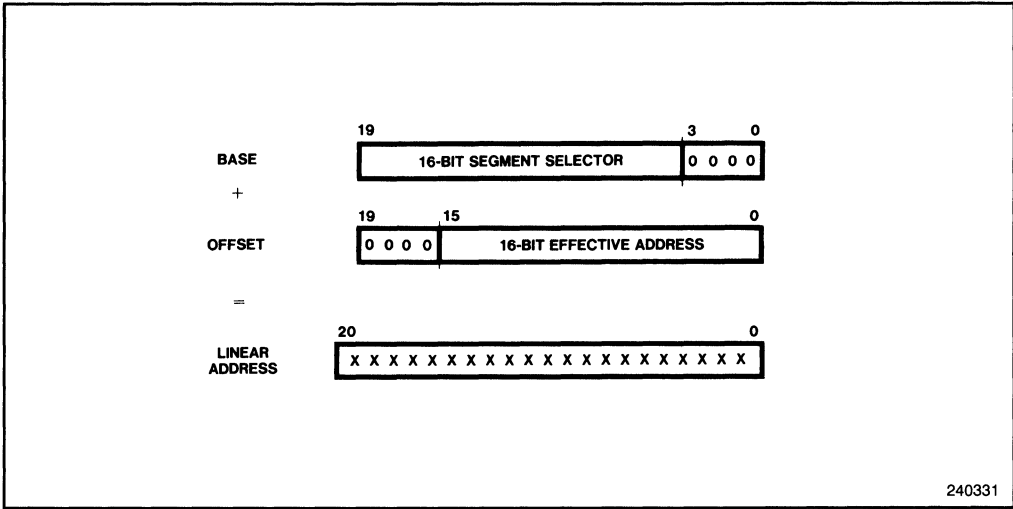 19 3 0
BASE 16-BIT SEGMENT SELECTOR 0 0 0 0
+
19 15 0
OFFSET 0 0 0 0 16-BIT EFFECTIVE ADDRESS
=
20 0
LINEAR
ADDRESS
X X X X X X X X X X X X X X X X X X X X X
240331